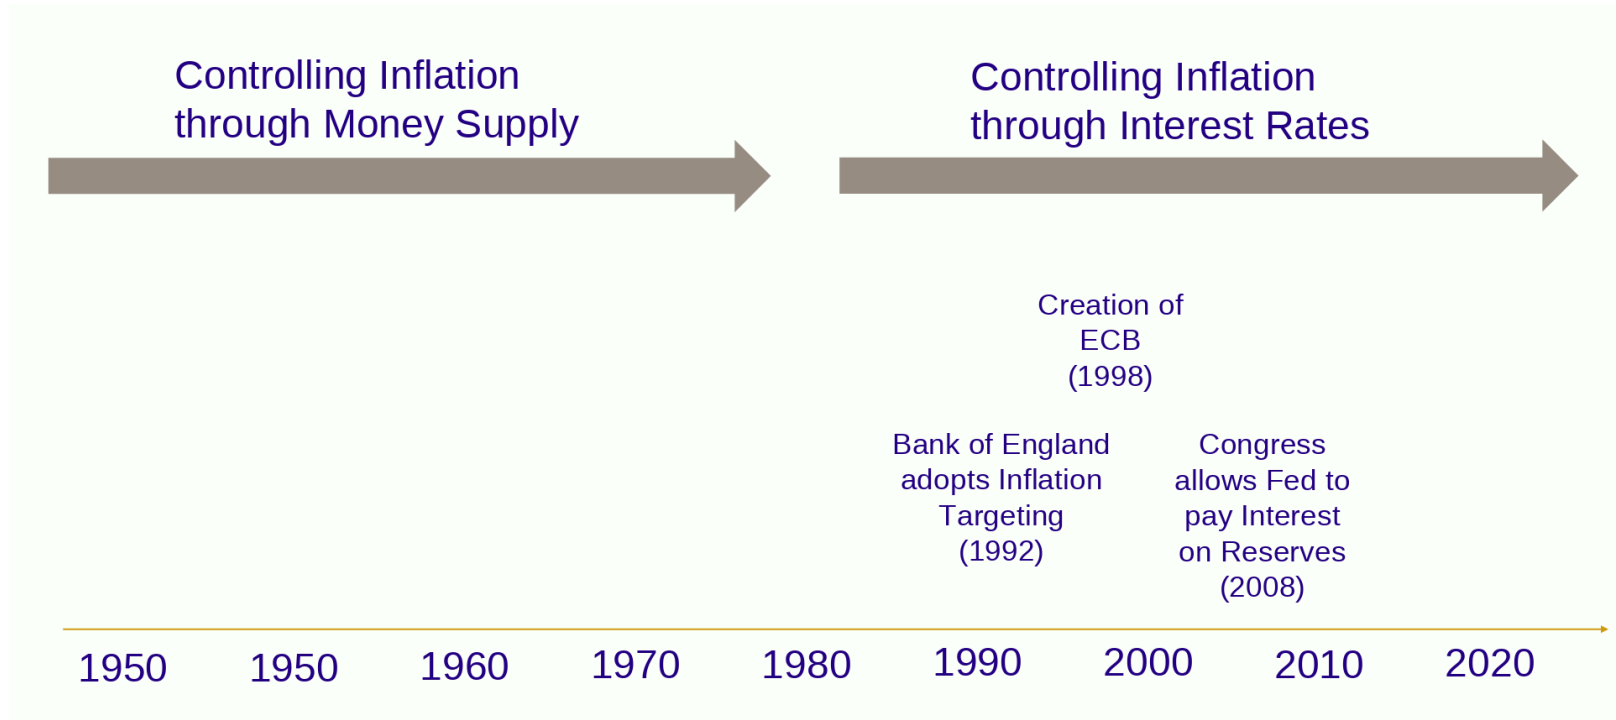 Controlling Inflation
through Money Supply
Controlling Inflation
through Interest Rates
Creation of
ECB
(1998)
Bank of England
adopts Inflation
Targeting
(1992)
Congress
allows Fed to
pay Interest
on Reserves
(2008)
1950 1950 1960 1970 1980 1990 2000 2010 2020